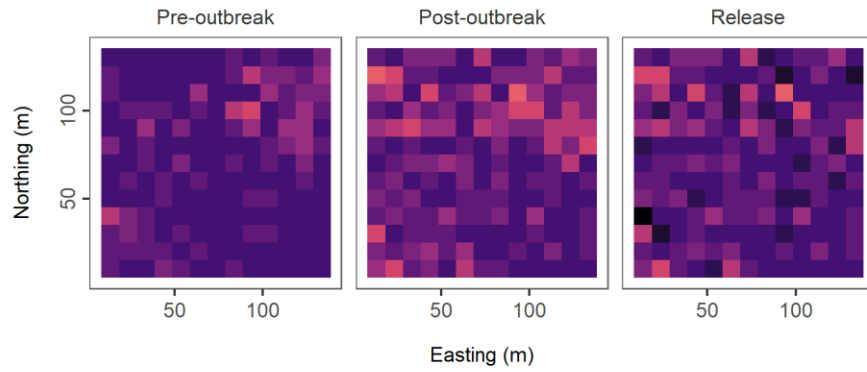 Pre-outbreak Post-outbreak Release
Northing (m)
100
50
50 100 50 100 50 100
Easting (m)